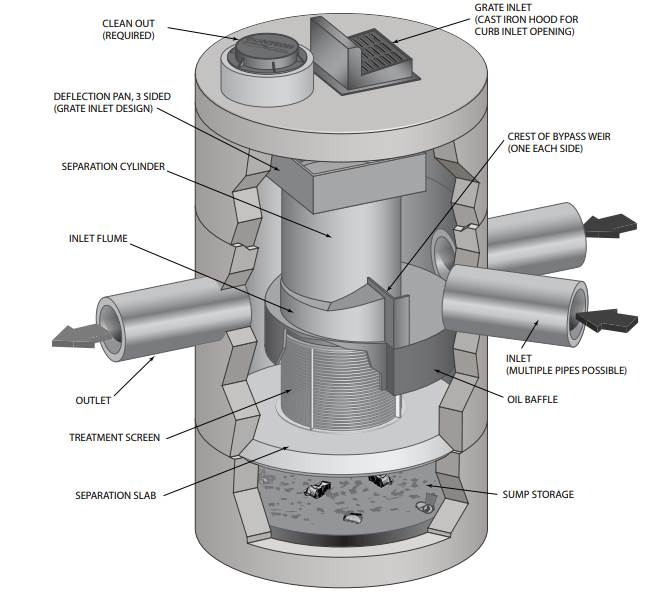 GRATE INLET
(CAST IRON HOOD FOR
CURB INLET OPENING)
CLEAN OUT
(REQUIRED)
DEFLECTION PAN, 3 SIDED
(GRATE INLET DESIGN)
CREST OF BYPASS WEIR
(ONE EACH SIDE)
SEPARATION CYLINDER
INLET FLUME
INLET
(MULTIPLE PIPES POSSIBLE)
OUTLET
OIL BAFFLE
TREATMENT SCREEN
SEPARATION SLAB
SUMP STORAGE